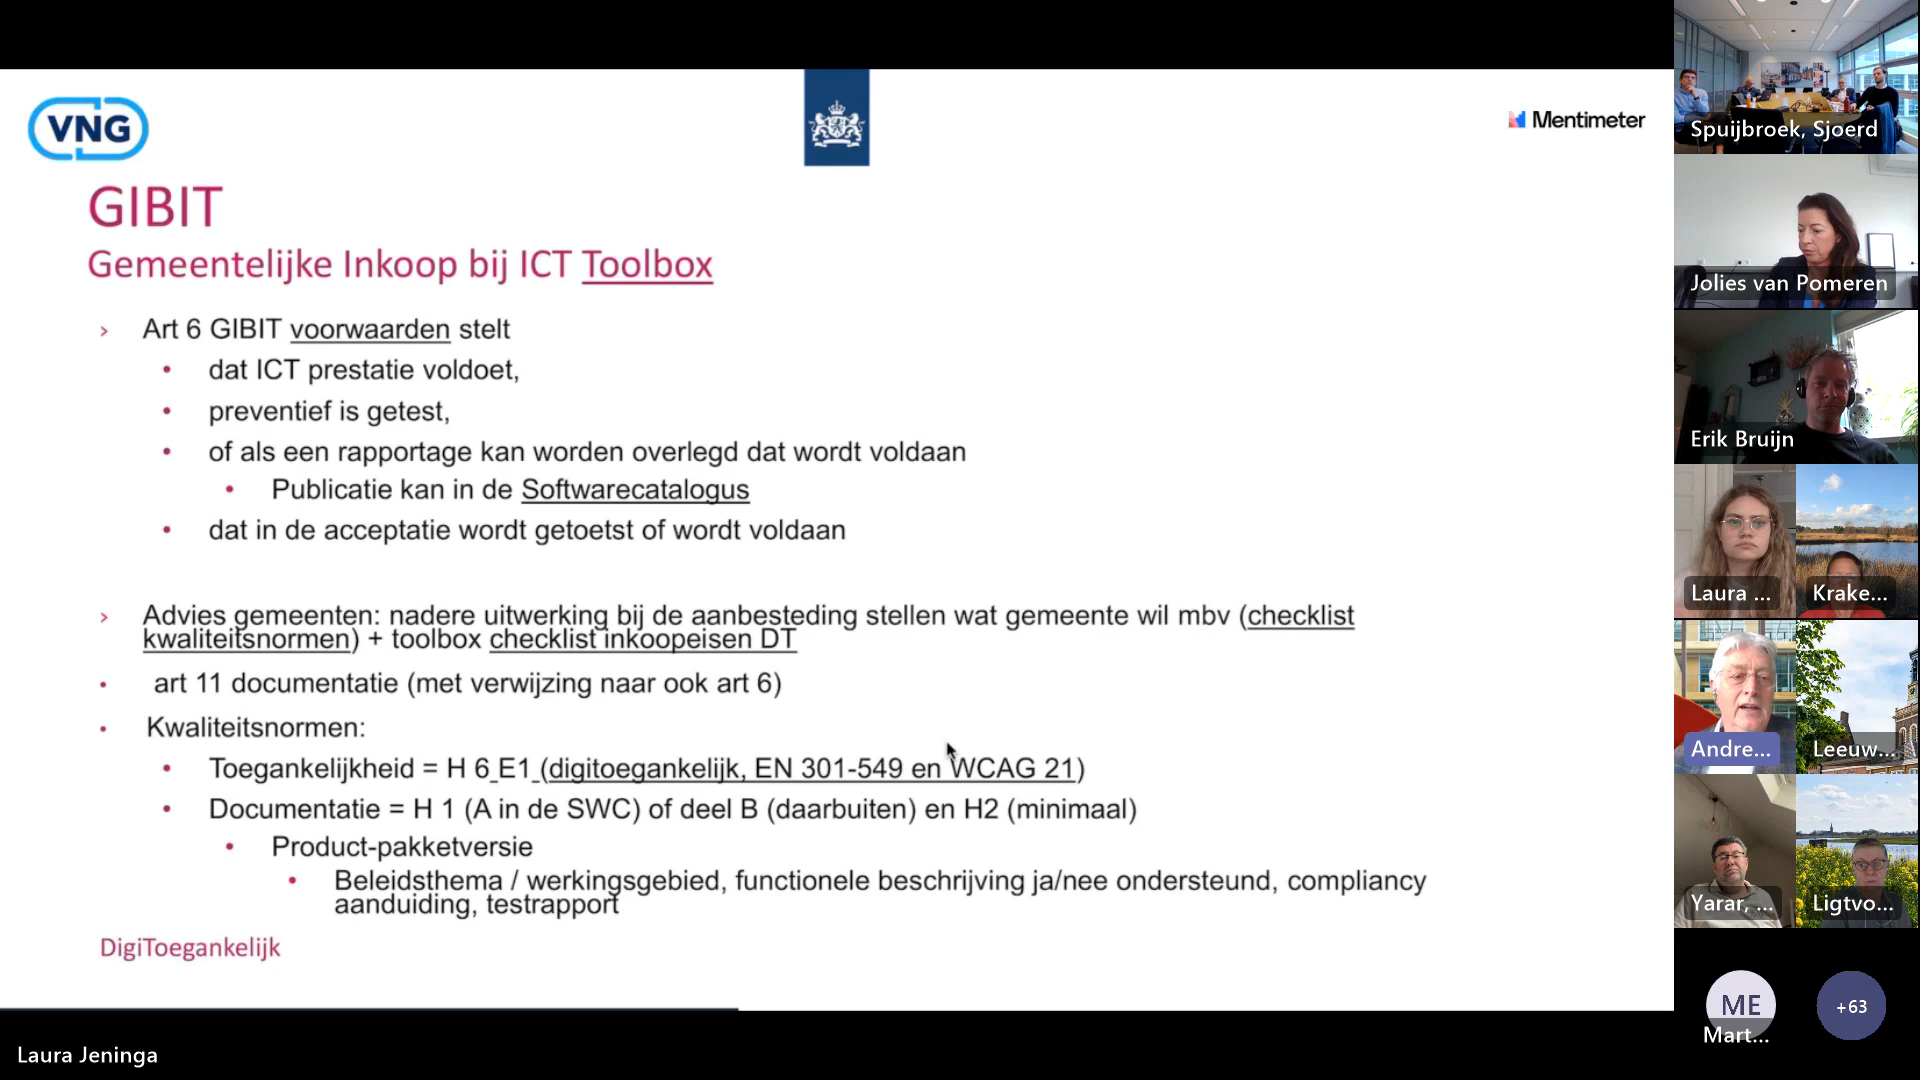 VNG
Mentimeter
GIBIT
Gemeentelijke Inkoop bij ICT Toolbox
› Art 6 GIBIT voorwaarden stelt
• dat ICT prestatie voldoet,
• preventief is getest,
• of als een rapportage kan worden overlegd dat wordt voldaan
• Publicatie kan in de Softwarecatalogus
• dat in de acceptatie wordt getoetst of wordt voldaan
› Advies gemeenten: nadere uitwerking bij de aanbesteding stellen wat gemeente wil mbv (checklist
kwaliteitsnormen) + toolbox checklist inkoopeisen DT
• art 11 documentatie (met verwijzing naar ook art 6)
• Kwaliteitsnormen:
• Toegankelijkheid = H 6 E1 (digitoegankelijk, EN 301-549 en WCAG 21)
• Documentatie = H 1 (A in de SWC) of deel B (daarbuiten) en H2 (minimaal)
• Product-pakketversie
• Beleidsthema / werkingsgebied, functionele beschrijving ja/nee ondersteund, compliancy
aanduiding, testrapport
DigiToegankelijk
Laura Jeninga
Spuijbroek, Sjoerd
Jolies van Pomeren
Erik Bruijn
Laura ...
Krake...
Andre...
Leeuw...
Yarar, ...
Ligtvo...
ME
Mart...
+63